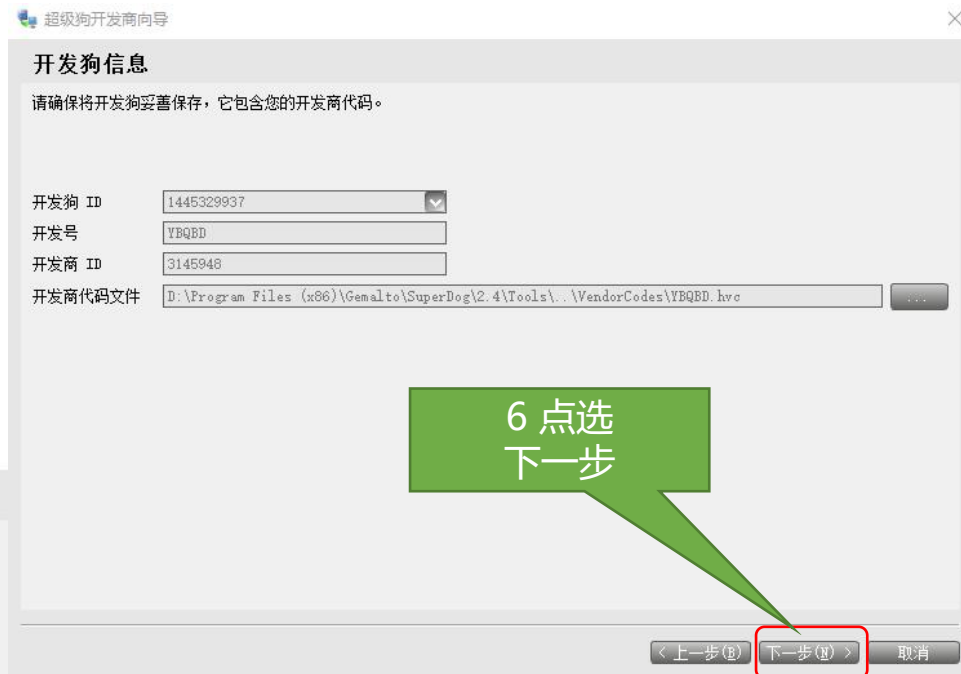 超级狗开发商向导
开发狗信息
请确保将开发狗妥善保存，它包含您的开发商代码。
开发狗 ID 1445329937
开发号 YBQBD
开发商 ID 3145948
开发商代码文件 D:\Program Files (x86)\Gemalto\SuperDog\2.4\Tools\..\VendorCodes\YBQBD.hvc ...
6 点选
下一步
< 上一步(B) 下一步(N) > 取消